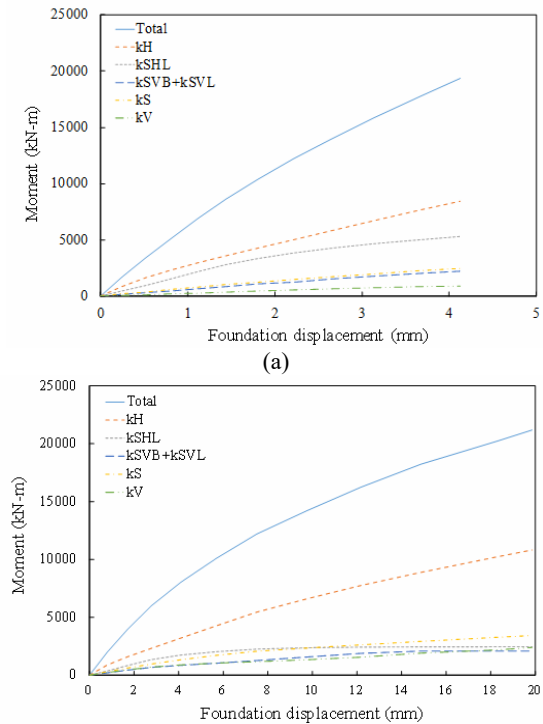 25000
20000
15000
10000
5000
0
Moment (kN-m)
Total
kH
kSHL
kSVB+kSVL
kS
kV
0 1 2 3 4 5
Foundation displacement (mm)
(a)
25000
20000
15000
10000
5000
0
Moment (kN-m)
Total
kH
kSHL
kSVB+kSVL
kS
kV
0 2 4 6 8 10 12 14 16 18 20
Foundation displacement (mm)